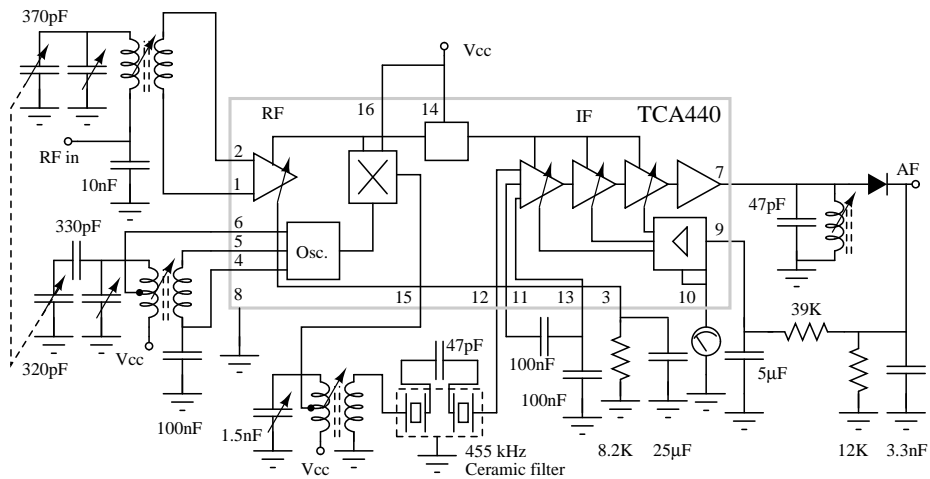 370pF
Vcc
RF
16
14
IF
TCA440
RF in
2
1
7
AF
10nF
47pF
330pF
6
5
4
Osc.
9
8
15
12
11
13
3
10
39K
320pF
Vcc
100nF
47pF
100nF
100nF
5µF
1.5nF
Vcc
455 kHz
Ceramic filter
8.2K
25µF
12K
3.3nF